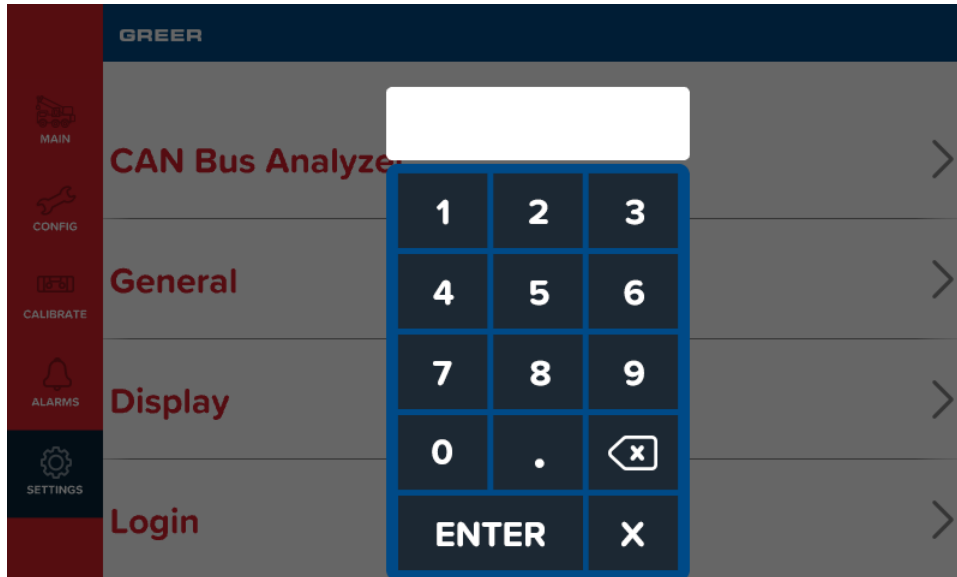 GREER
MAIN
CONFIG
CALIBRATE
ALARMS
SETTINGS
CAN Bus Analyzer
General
Display
Login
1 2 3
4 5 6
7 8 9
0 .
ENTER X